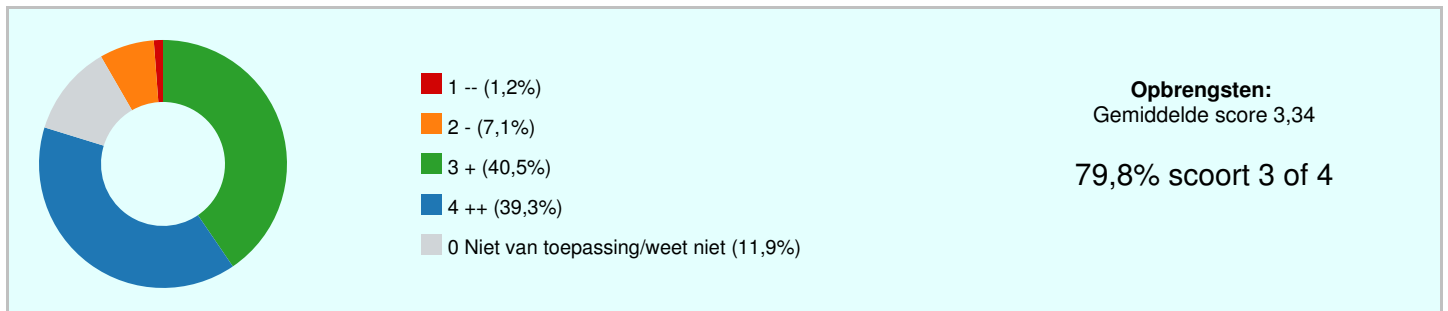 1 -- (1,2%)
2 - (7,1%)
3 + (40,5%)
4 ++ (39,3%)
0 Niet van toepassing/weet niet (11,9%)
Opbrengsten:
Gemiddelde score 3,34
79,8% scoort 3 of 4